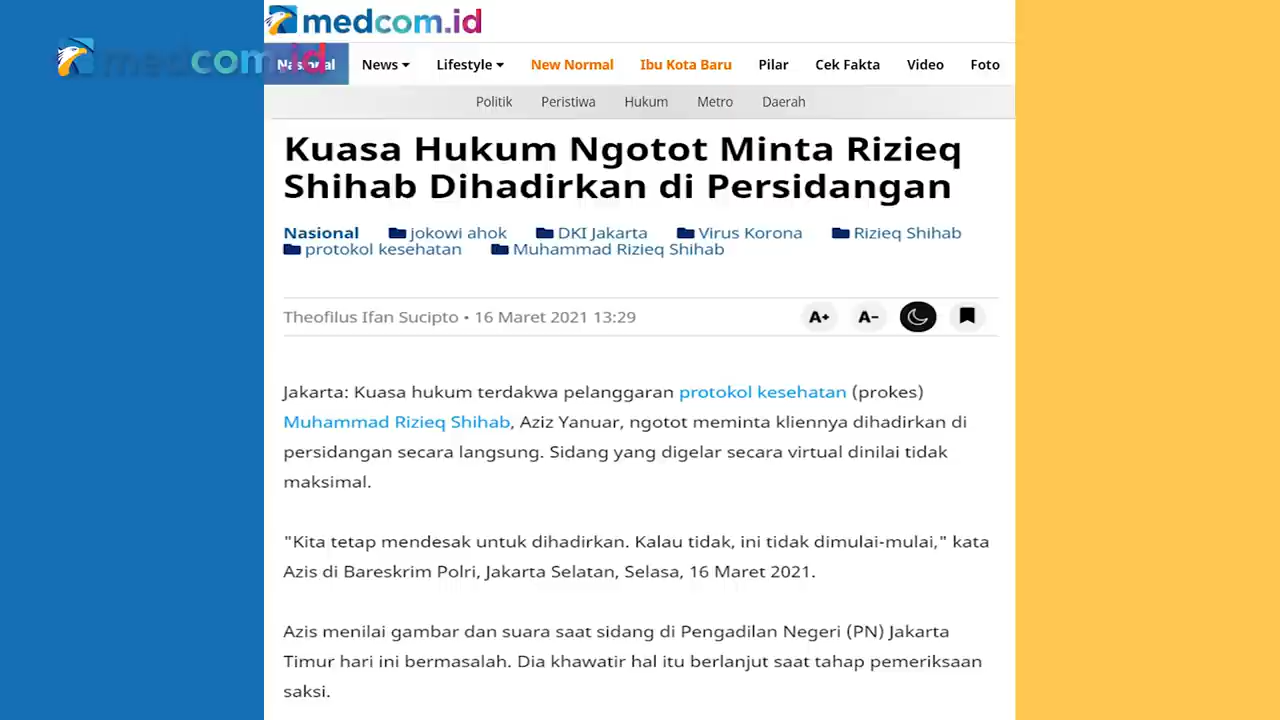 medcom.id
medcom.id
Nasional News Lifestyle New Normal Ibu Kota Baru Pilar Cek Fakta Video Foto
Politik Peristiwa Hukum Metro Daerah
Kuasa Hukum Ngotot Minta Rizieq
Shihab Dihadirkan di Persidangan
Nasional jokowi ahok DKI Jakarta Virus Korona Rizieq Shihab
protokol kesehatan Muhammad Rizieq Shihab
Theofilus Ifan Sucipto • 16 Maret 2021 13:29 A+ A-
Jakarta: Kuasa hukum terdakwa pelanggaran protokol kesehatan (prokes)
Muhammad Rizieq Shihab, Aziz Yanuar, ngotot meminta kliennya dihadirkan di
persidangan secara langsung. Sidang yang digelar secara virtual dinilai tidak
maksimal.
"Kita tetap mendesak untuk dihadirkan. Kalau tidak, ini tidak dimulai-mulai," kata
Azis di Bareskrim Polri, Jakarta Selatan, Selasa, 16 Maret 2021.
Azis menilai gambar dan suara saat sidang di Pengadilan Negeri (PN) Jakarta
Timur hari ini bermasalah. Dia khawatir hal itu berlanjut saat tahap pemeriksaan
saksi.